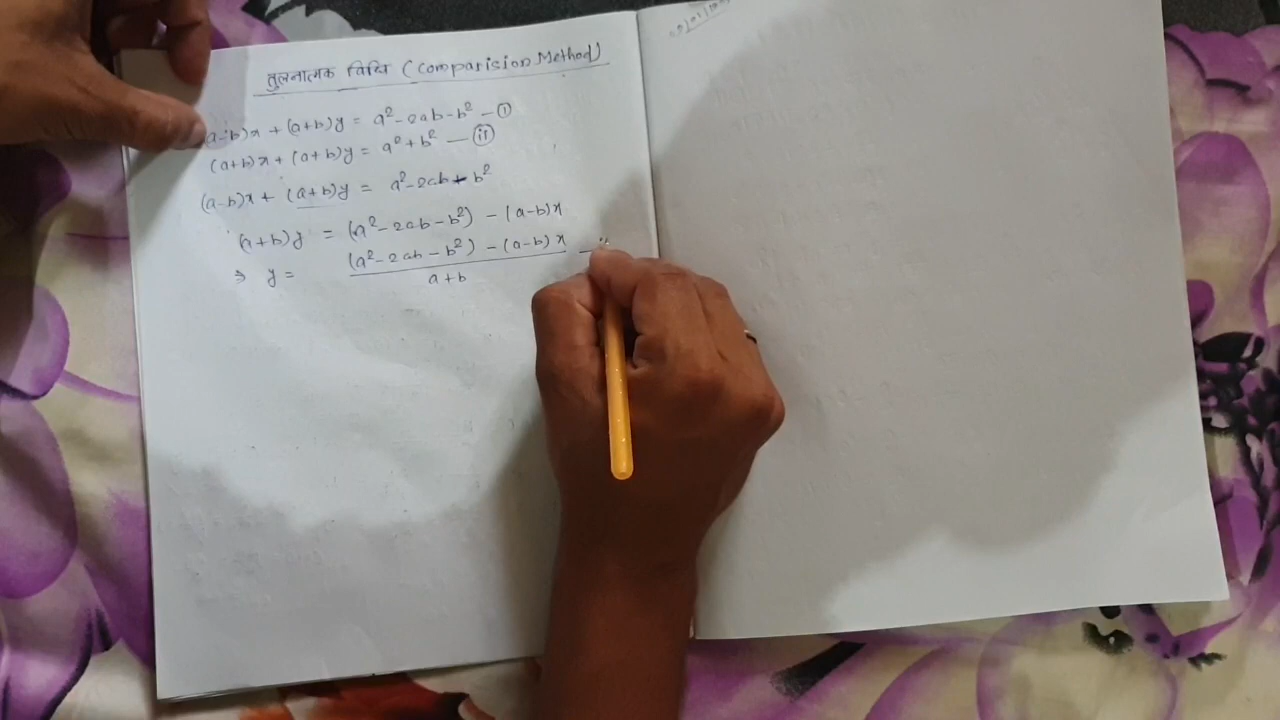 तुलनात्मक विधि (Comparision Method)
(a-b)x + (a+b)y = a² - 2ab - b² — ①
(a+b)x + (a+b)y = a² + b² — ⓘⓘ
(a-b)x + (a+b)y = a² - 2ab - b²
(a+b)y = (a² - 2ab - b²) - (a-b)x
⇒ y = (a² - 2ab - b²) - (a-b)x —
a+b